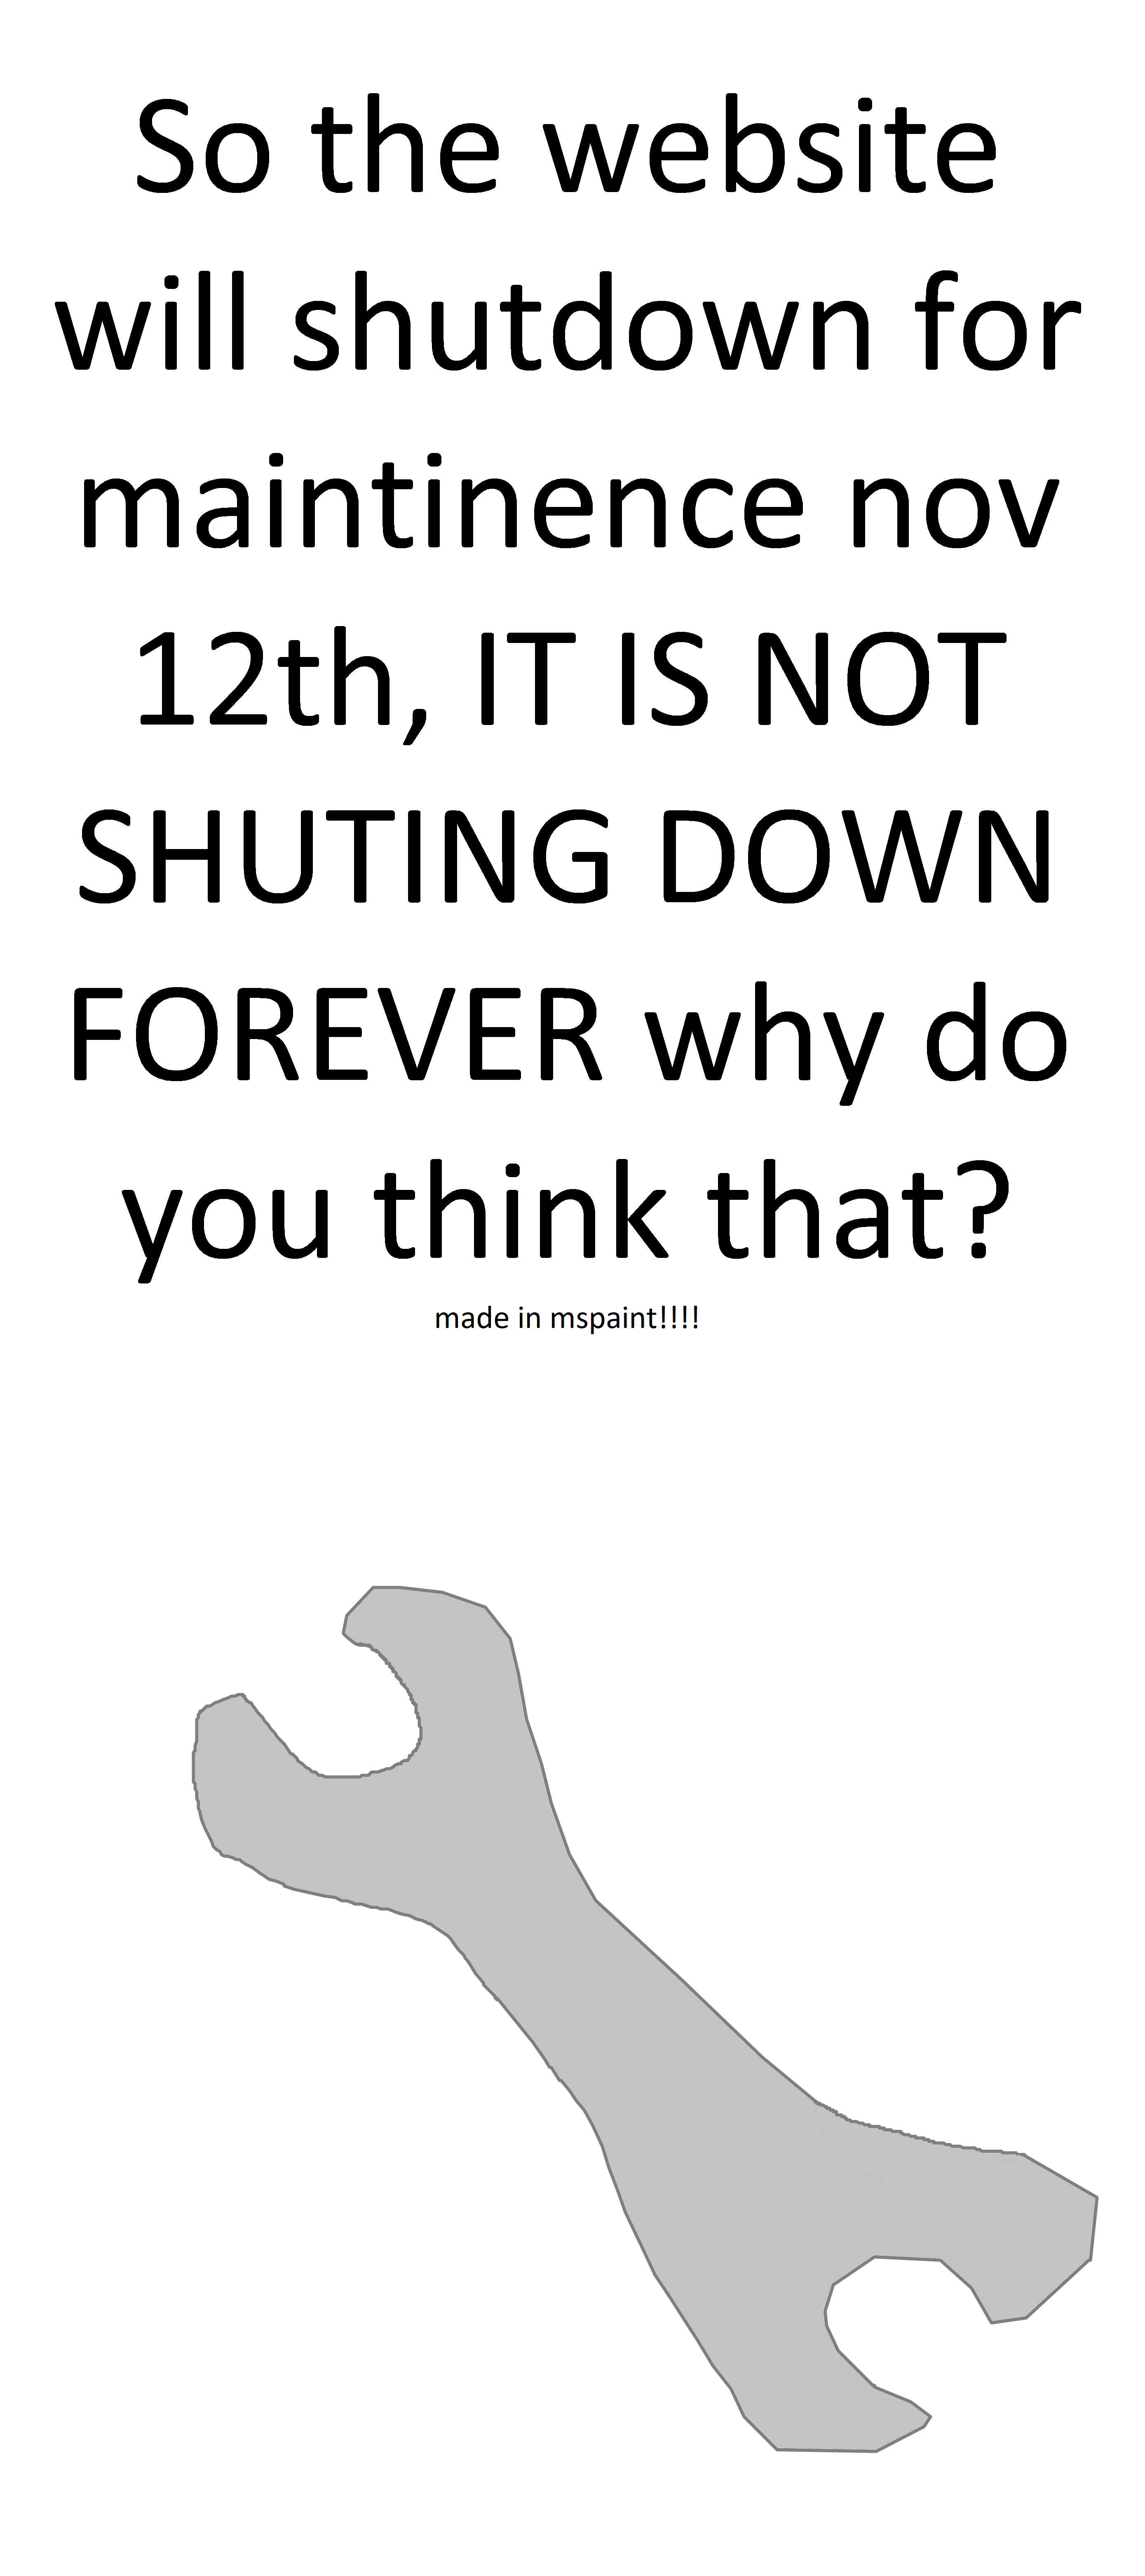 So the website
will shutdown for
maintinence nov
12th, IT IS NOT
SHUTING DOWN
FOREVER why do
you think that?
made in mspaint!!!!